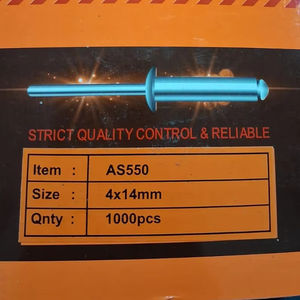 STRICT QUALITY CONTROL & RELIABLE
Item : AS550
Size : 4x14mm
Qnty : 1000pcs